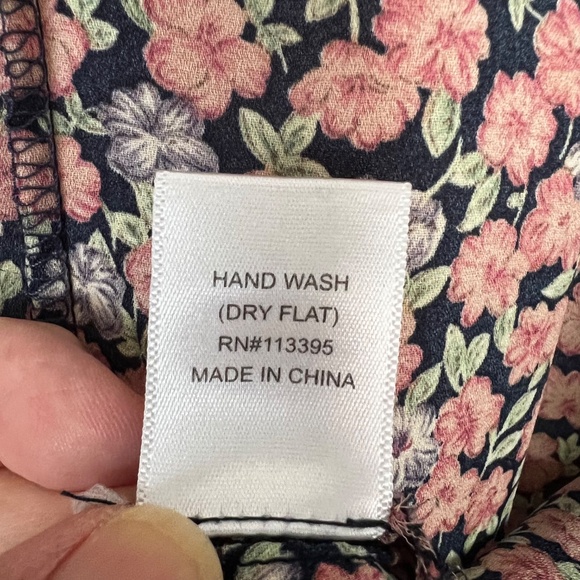 HAND WASH
(DRY FLAT)
RN#113395
MADE IN CHINA